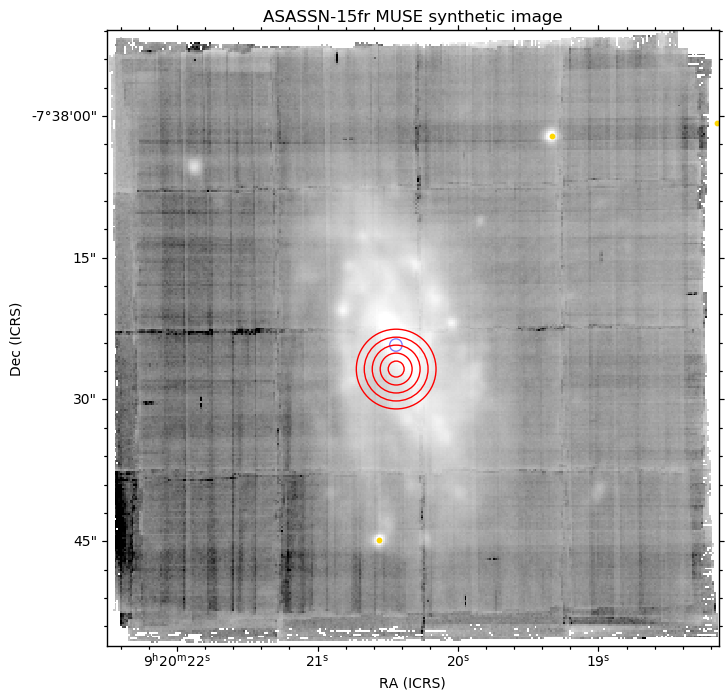 ASASSN-15fr MUSE synthetic image
-7°38'00"
15"
30"
45"
Dec (ICRS)
9h20m22s
21s
20s
19s
RA (ICRS)